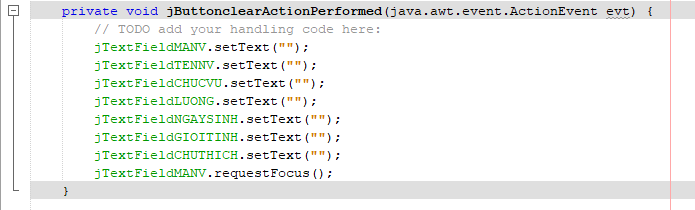 private void jButtonclearActionPerformed(java.awt.event.ActionEvent evt) {
// TODO add your handling code here:
jTextFieldMANV.setText("");
jTextFieldTENNV.setText("");
jTextFieldCHUCVU.setText("");
jTextFieldLUONG.setText("");
jTextFieldNGAYSINH.setText("");
jTextFieldGIOITINH.setText("");
jTextFieldCHUTHICH.setText("");
jTextFieldMANV.requestFocus();
}